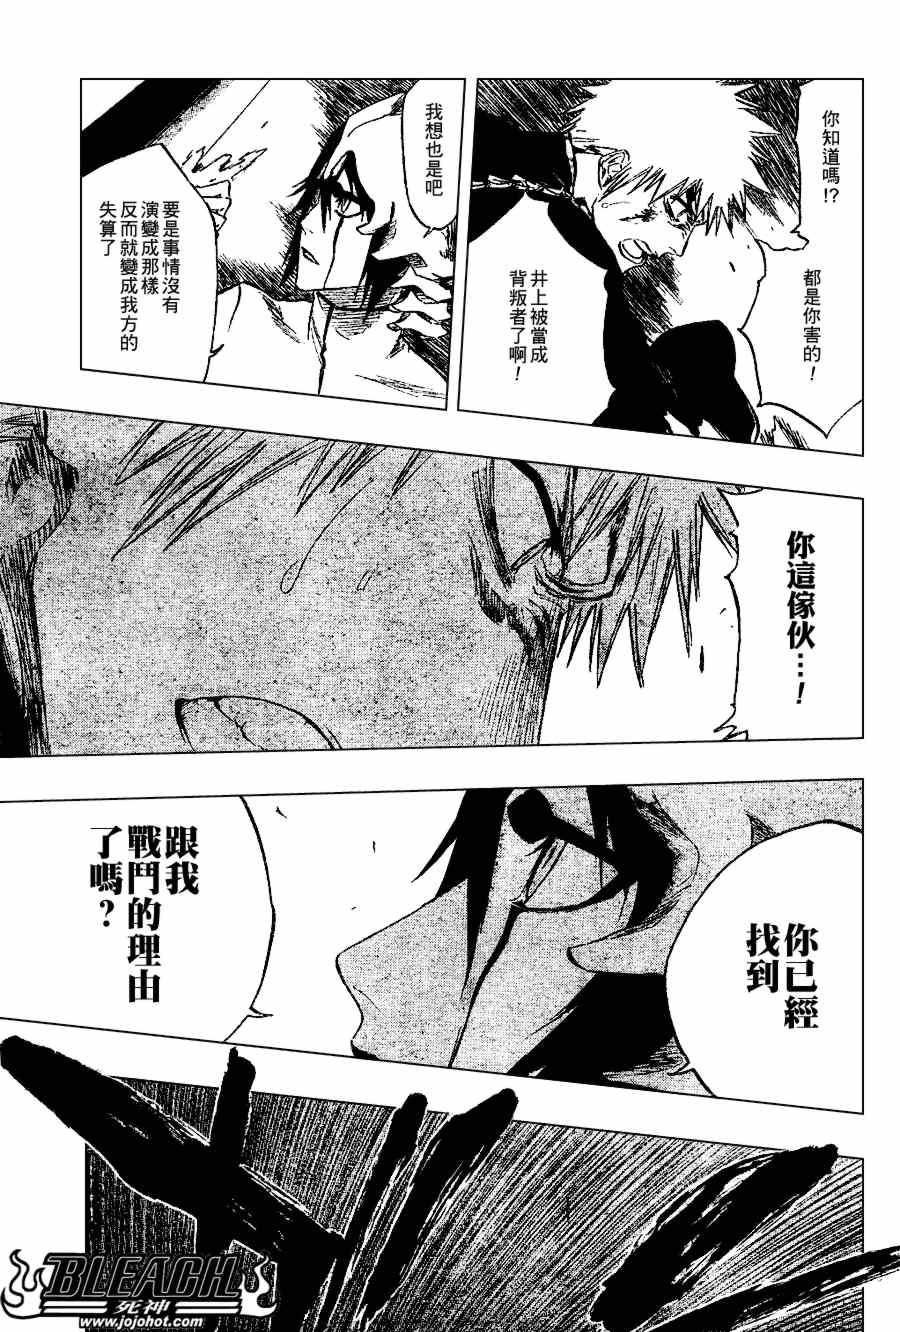 你知道嗎!?
都是你害的！
井上被當成
背叛者了啊！
我想也是吧
要是事情沒有
演變成那樣
反而就變成我方的
失算了
你這傢伙…！
你已經
找到
跟我
戰鬥的理由
了嗎？
BLEACH
死神
www.jojohot.com